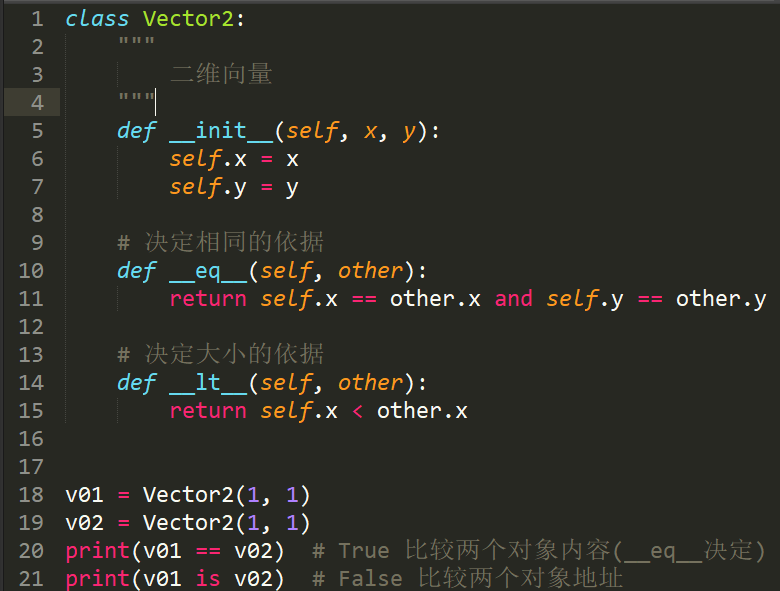 1 class Vector2:
2     """
3         二维向量
4     """
5     def __init__(self, x, y):
6         self.x = x
7         self.y = y
8
9     # 决定相同的依据
10     def __eq__(self, other):
11         return self.x == other.x and self.y == other.y
12
13     # 决定大小的依据
14     def __lt__(self, other):
15         return self.x < other.x
16
17
18 v01 = Vector2(1, 1)
19 v02 = Vector2(1, 1)
20 print(v01 == v02)  # True 比较两个对象内容(__eq__决定)
21 print(v01 is v02)  # False 比较两个对象地址